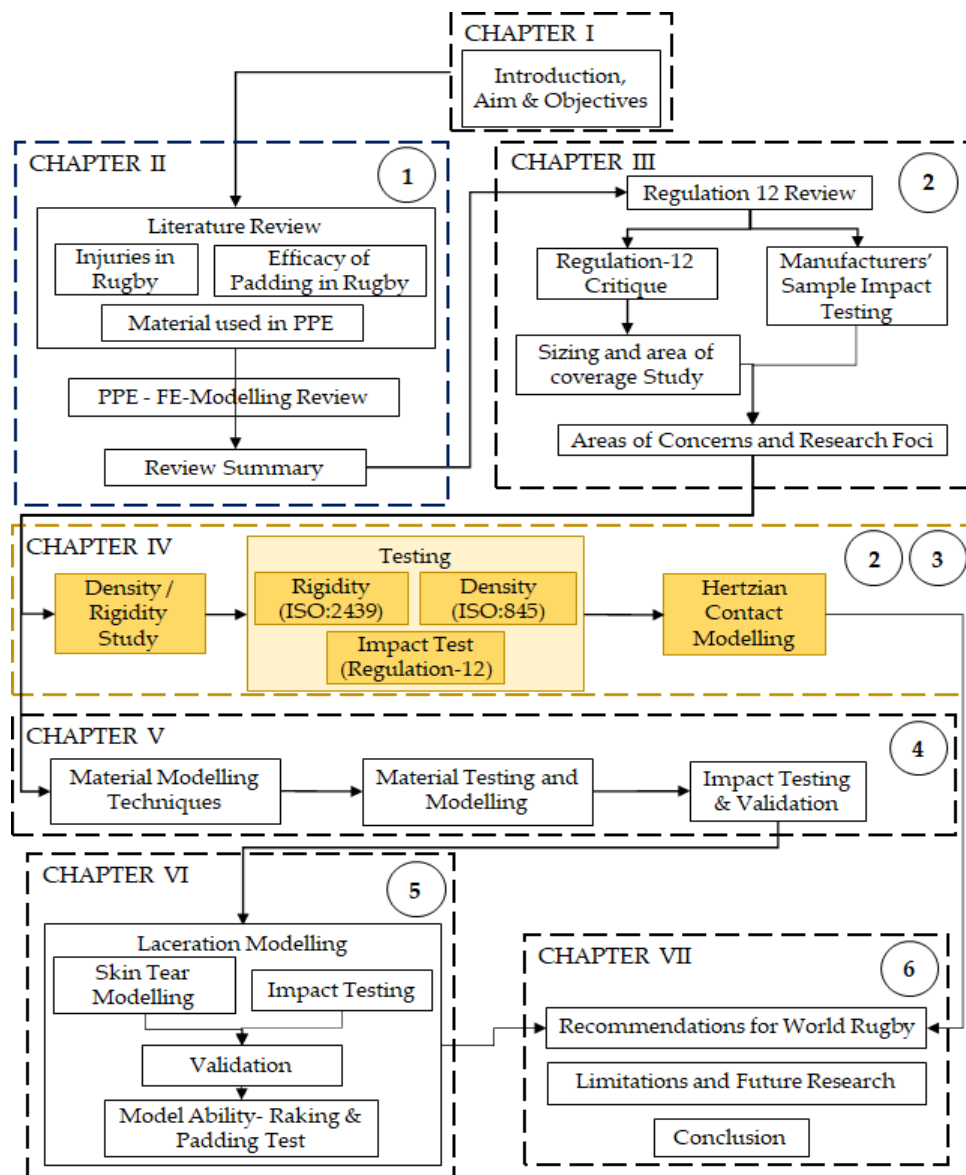 CHAPTER I
Introduction,
Aim & Objectives
CHAPTER II
1
Literature Review
Injuries in
Rugby
Efficacy of
Padding in Rugby
Material used in PPE
PPE - FE-Modelling Review
Review Summary
CHAPTER III
2
Regulation 12 Review
Regulation-12
Critique
Manufacturers’
Sample Impact
Testing
Sizing and area of
coverage Study
Areas of Concerns and Research Foci
CHAPTER IV
2
3
Density /
Rigidity
Study
Testing
Rigidity
(ISO:2439)
Density
(ISO:845)
Impact Test
(Regulation-12)
Hertzian
Contact
Modelling
CHAPTER V
4
Material Modelling
Techniques
Material Testing and
Modelling
Impact Testing
& Validation
CHAPTER VI
5
Laceration Modelling
Skin Tear
Modelling
Impact Testing
Validation
Model Ability- Raking &
Padding Test
CHAPTER VII
6
Recommendations for World Rugby
Limitations and Future Research
Conclusion